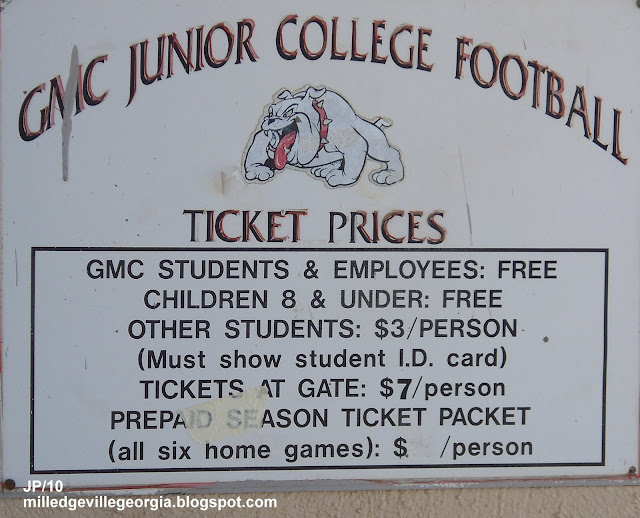 GMC JUNIOR COLLEGE FOOTBALL
TICKET PRICES
GMC STUDENTS & EMPLOYEES: FREE
CHILDREN 8 & UNDER: FREE
OTHER STUDENTS: $3/PERSON
(Must show student I.D. card)
TICKETS AT GATE: $7/person
PREPAID SEASON TICKET PACKET
(all six home games): $ /person
JP/10
milledgevillegeorgia.blogspot.com